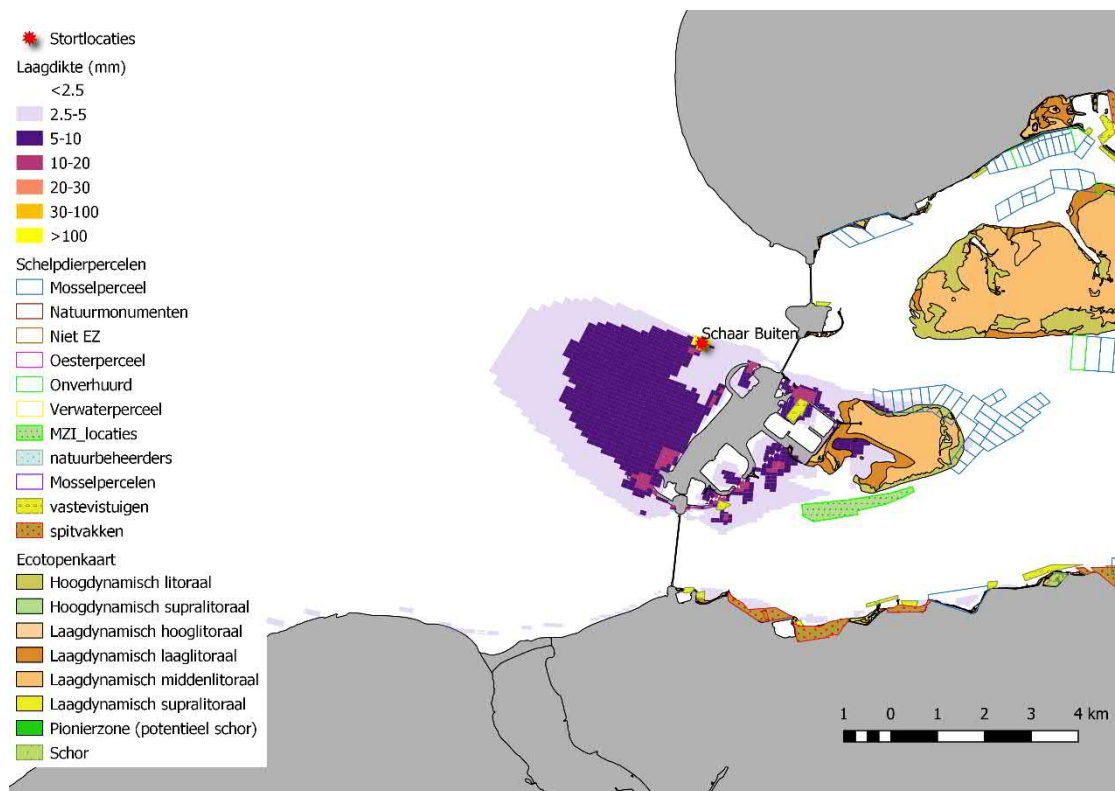 Stortlocaties
Laagdikte (mm)
<2.5
2.5-5
5-10
10-20
20-30
30-100
>100
Schelpdierpercelen
Mosselperceel
Natuurmonumenten
Niet EZ
Oesterperceel
Onverhuurd
Verwaterperceel
MZI_locaties
natuurbeheerders
Mosselpercelen
vastevistuigen
spitvakken
Ecotopenkaart
Hoogdynamisch litoraal
Hoogdynamisch supralitoraal
Laagdynamisch hooglitoraal
Laagdynamisch laaglitoraal
Laagdynamisch middenlitoraal
Laagdynamisch supralitoraal
Pionierzone (potentieel schor)
Schor
Schaar Buiten
1 0 1 2 3 4 km